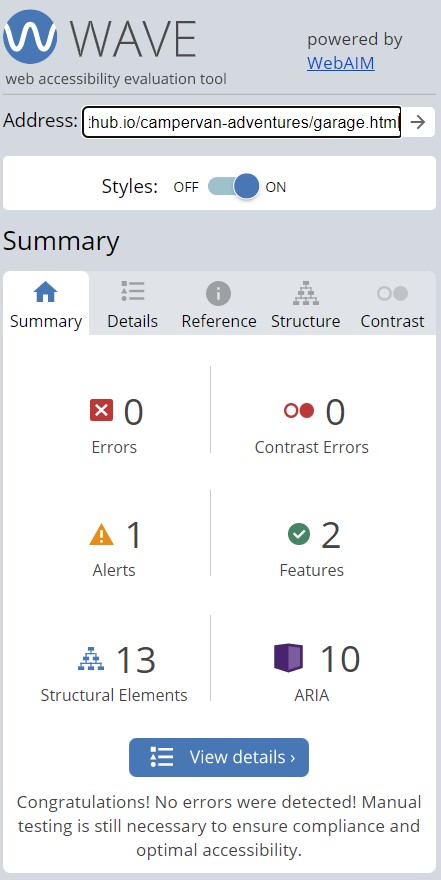 WAVE
web accessibility evaluation tool
powered by
WebAIM
Address: :hub.io/campervan-adventures/garage.html
Styles: OFF ON
Summary
Summary Details Reference Structure Contrast
0 0
Errors Contrast Errors
1 2
Alerts Features
13 10
Structural Elements ARIA
View details ›
Congratulations! No errors were detected! Manual
testing is still necessary to ensure compliance and
optimal accessibility.